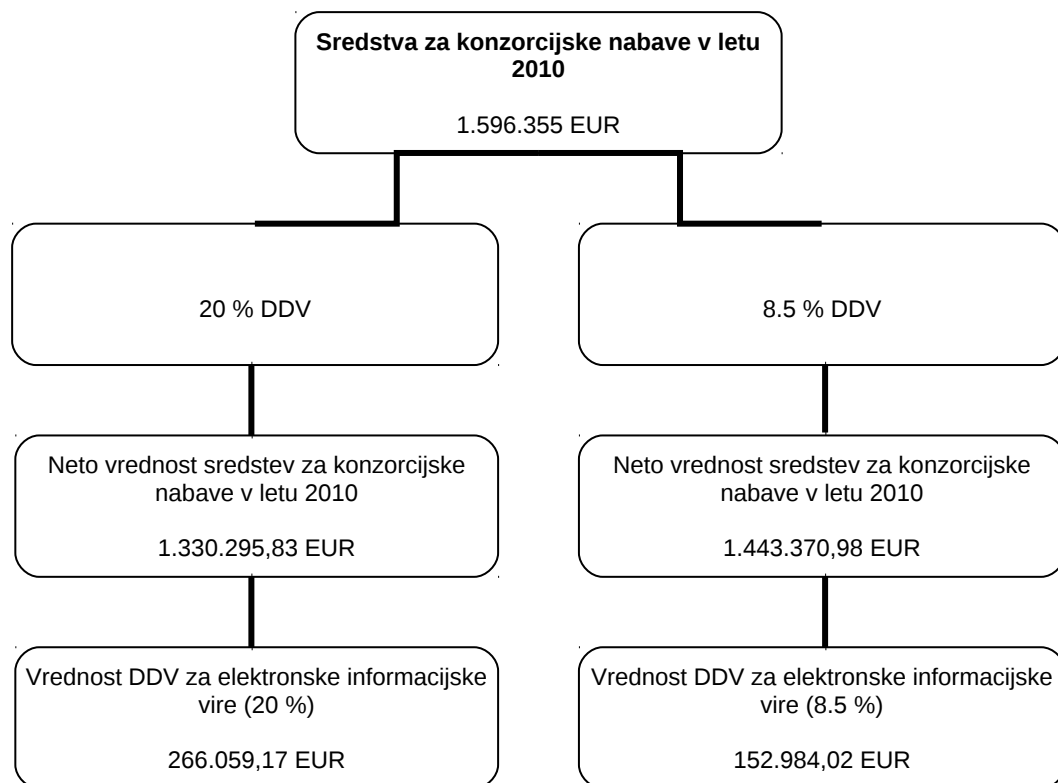 Sredstva za konzorcijske nabave v letu
2010
1.596.355 EUR
20 % DDV
8.5 % DDV
Neto vrednost sredstev za konzorcijske
nabave v letu 2010
1.330.295,83 EUR
Neto vrednost sredstev za konzorcijske
nabave v letu 2010
1.443.370,98 EUR
Vrednost DDV za elektronske informacijske
vire (20 %)
266.059,17 EUR
Vrednost DDV za elektronske informacijske
vire (8.5 %)
152.984,02 EUR